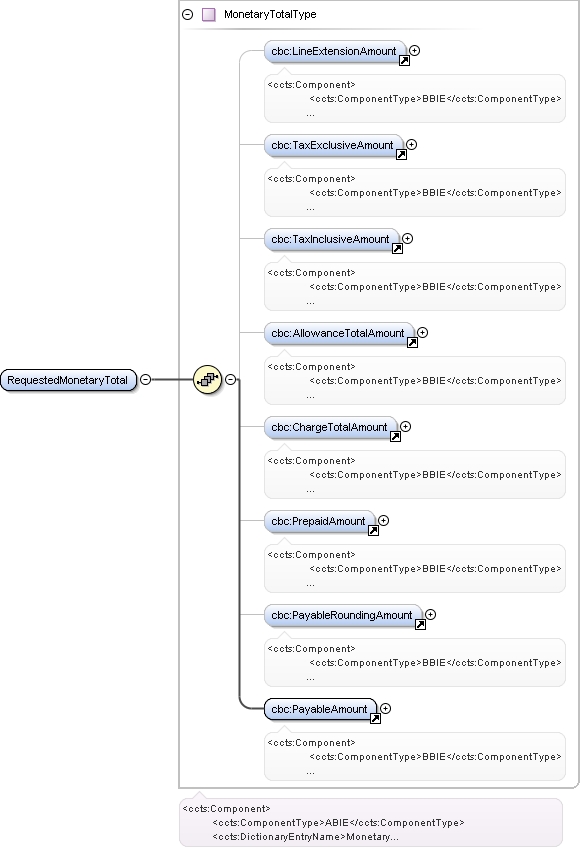 MonetaryTotalType
cbc:LineExtensionAmount
<ccts:Component>
<ccts:ComponentType>BBIE</ccts:ComponentType>
...
cbc:TaxExclusiveAmount
<ccts:Component>
<ccts:ComponentType>BBIE</ccts:ComponentType>
...
cbc:TaxInclusiveAmount
<ccts:Component>
<ccts:ComponentType>BBIE</ccts:ComponentType>
...
cbc:AllowanceTotalAmount
<ccts:Component>
<ccts:ComponentType>BBIE</ccts:ComponentType>
...
RequestedMonetaryTotal
cbc:ChargeTotalAmount
<ccts:Component>
<ccts:ComponentType>BBIE</ccts:ComponentType>
...
cbc:PrepaidAmount
<ccts:Component>
<ccts:ComponentType>BBIE</ccts:ComponentType>
...
cbc:PayableRoundingAmount
<ccts:Component>
<ccts:ComponentType>BBIE</ccts:ComponentType>
...
cbc:PayableAmount
<ccts:Component>
<ccts:ComponentType>BBIE</ccts:ComponentType>
...
<ccts:Component>
<ccts:ComponentType>ABIE</ccts:ComponentType>
<ccts:DictionaryEntryName>Monetary...